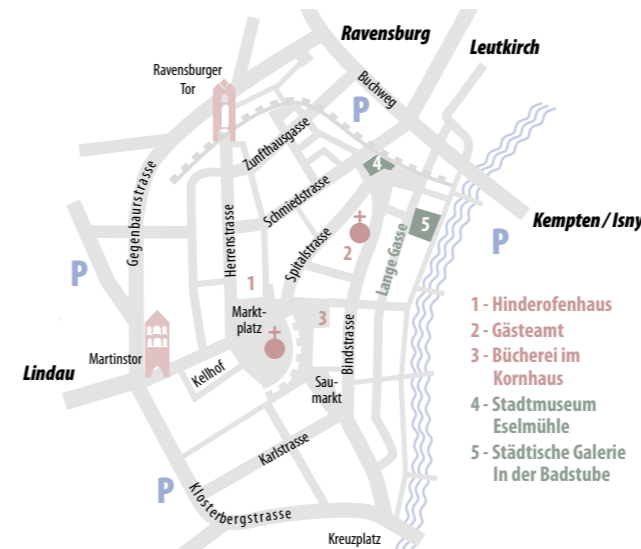 Ravensburg
Leutkirch
Ravensburger
Tor
Buchweg
P
Zunfthausgasse
4
Schmiedstrasse
Gegenbaurstrasse
Herrenstrasse
Spitalstrasse
2
Lange Gasse
5
Kempten / Isny
P
P
1
Markt-
platz
3
Bindstrasse
Martinstor
Lindau
Kellhof
Sau-
markt
Karlstrasse
P
Klosterbergstrasse
Kreuzplatz
1 - Hinderofenhaus
2 - Gästeamt
3 - Bücherei im
Kornhaus
4 - Stadtmuseum
Eselmühle
5 - Städtische Galerie
In der Badstube